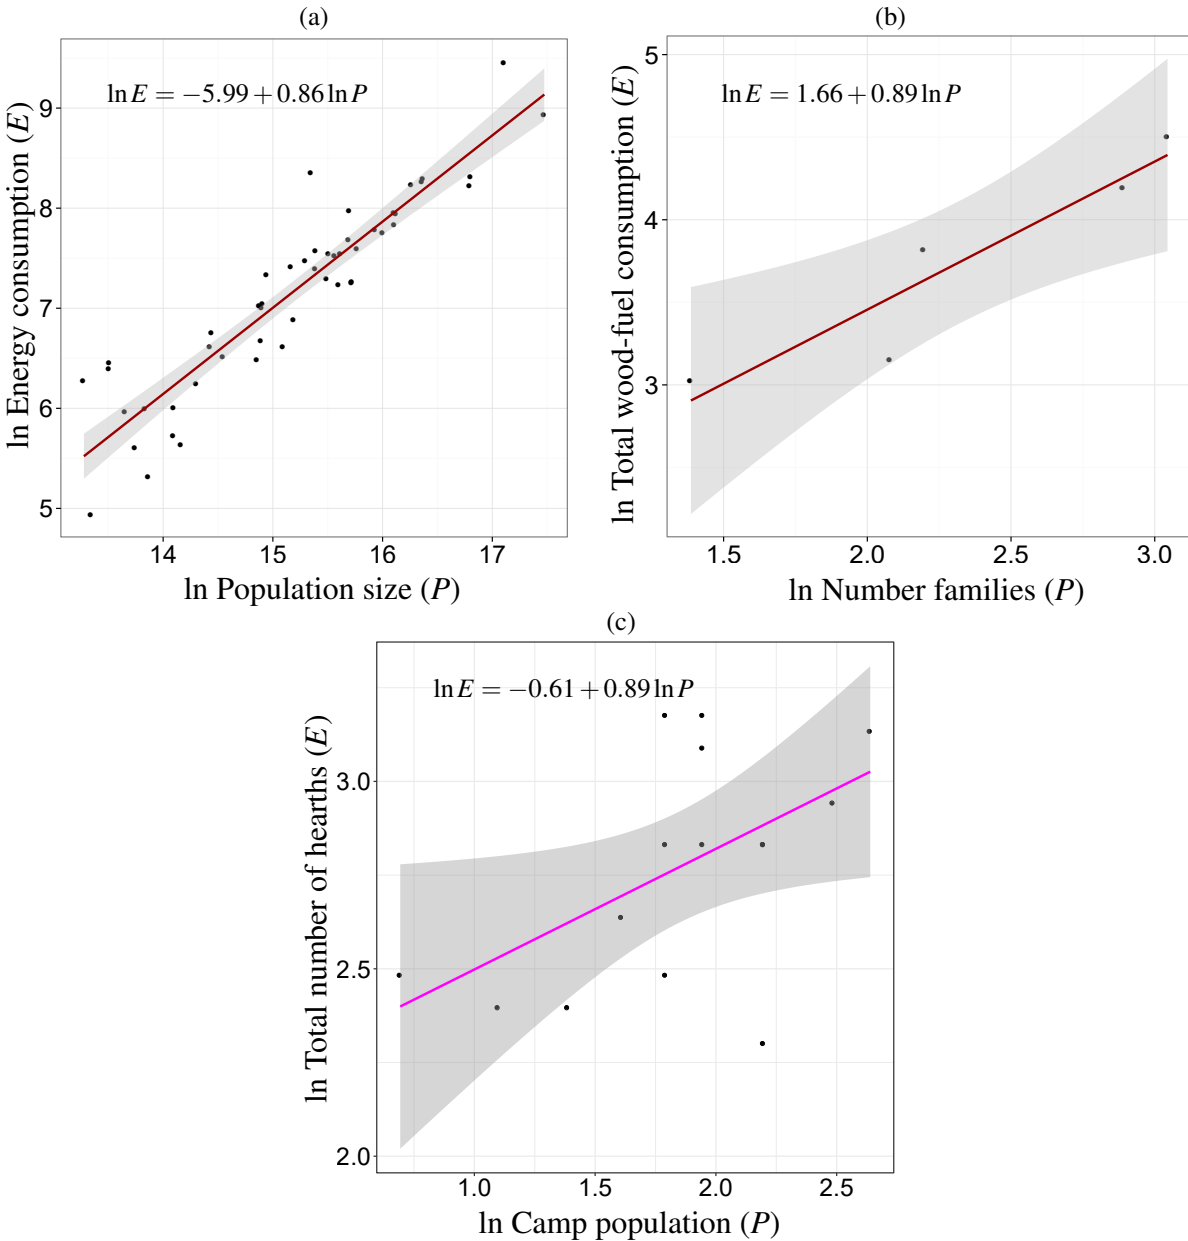 (a)
ln E = −5.99 + 0.86 ln P
ln Energy consumption (E)
9
8
7
6
5
14 15 16 17
ln Population size (P)
(b)
ln E = 1.66 + 0.89 ln P
ln Total wood-fuel consumption (E)
5
4
3
1.5 2.0 2.5 3.0
ln Number families (P)
(c)
ln E = −0.61 + 0.89 ln P
ln Total number of hearths (E)
3.0
2.5
2.0
1.0 1.5 2.0 2.5
ln Camp population (P)